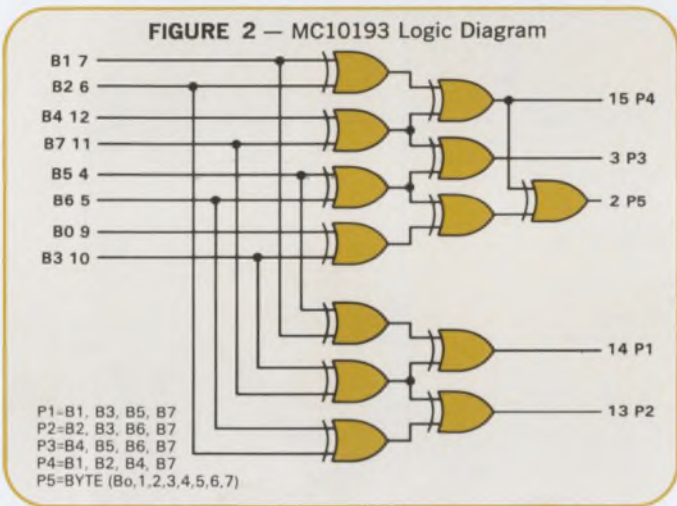 FIGURE 2 — MC10193 Logic Diagram
B1 7
B2 6
B4 12
B7 11
B5 4
B6 5
B0 9
B3 10
15 P4
3 P3
2 P5
14 P1
13 P2
P1=B1, B3, B5, B7
P2=B2, B3, B6, B7
P3=B4, B5, B6, B7
P4=B1, B2, B4, B7
P5=BYTE (Bo,1,2,3,4,5,6,7)